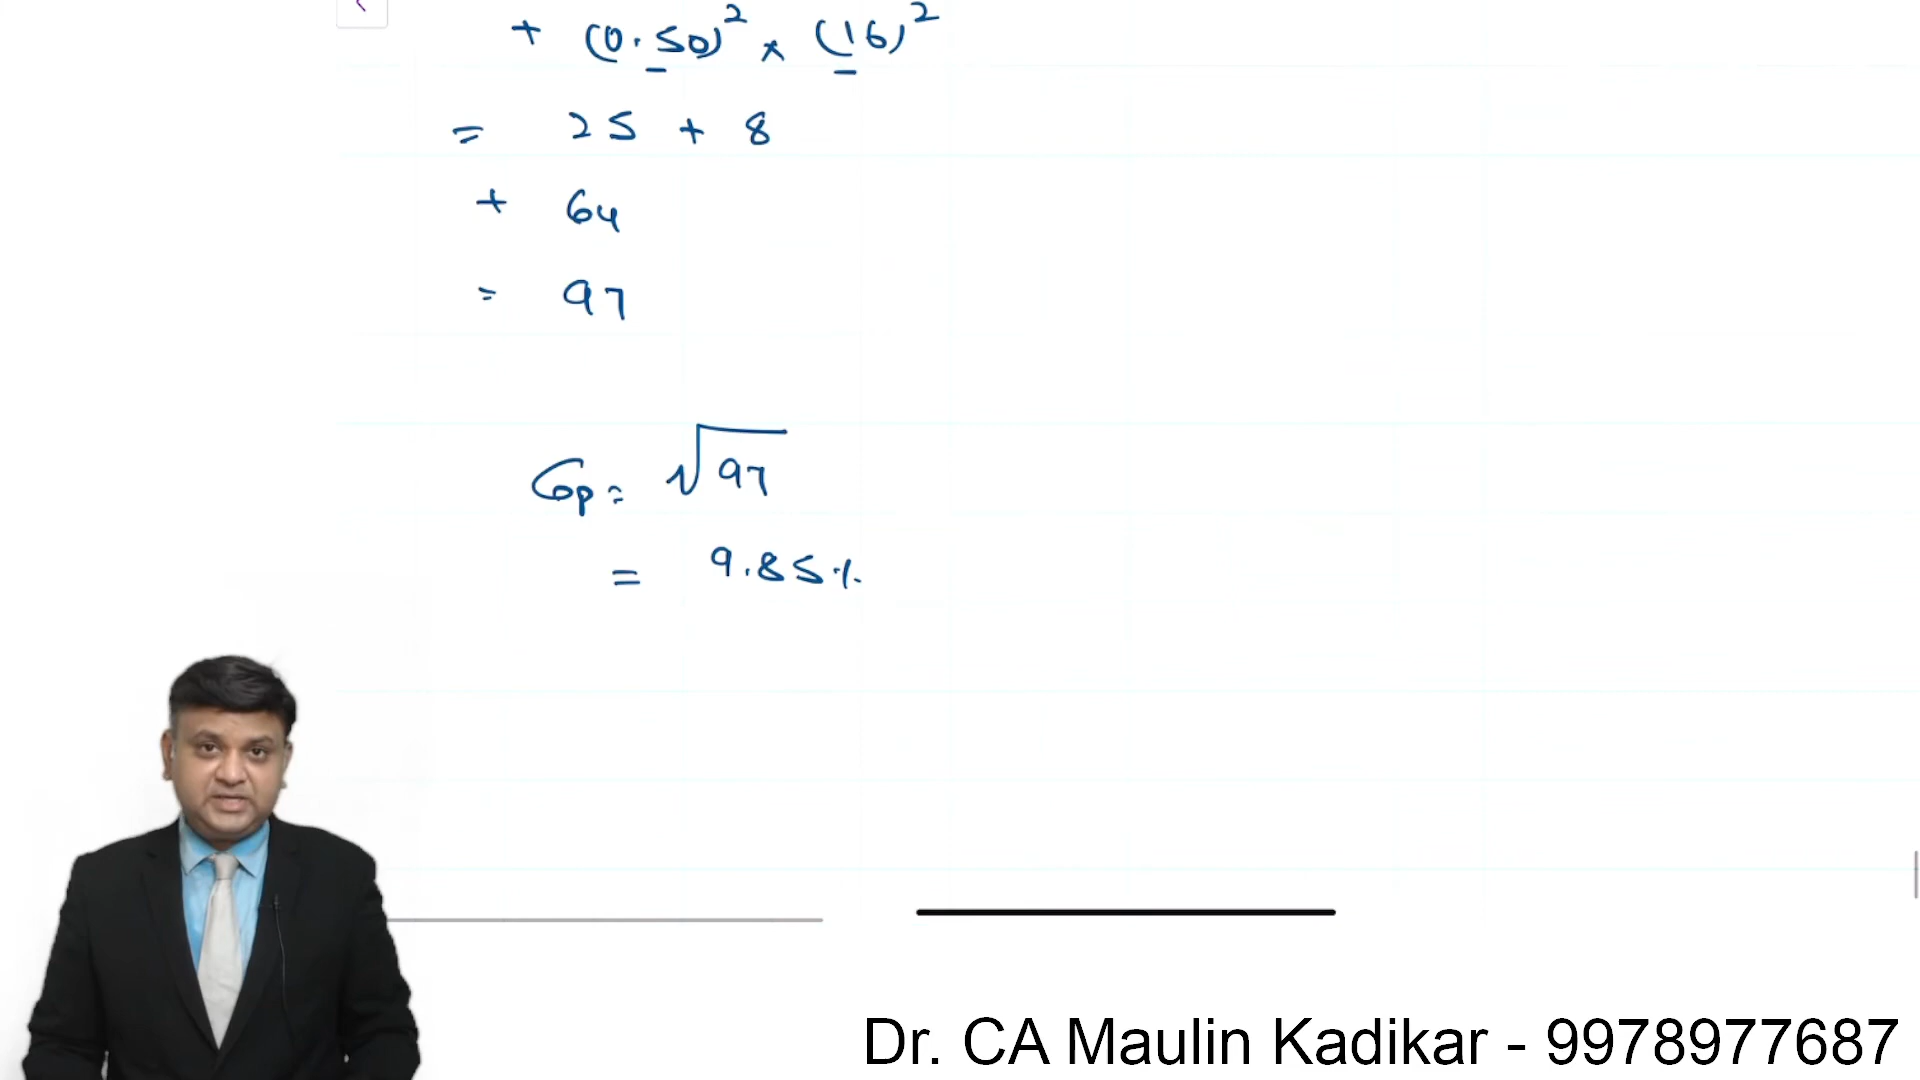 + (0.50)² × (16)²
= 25 + 8
+ 64
= 97
σp = √97
= 9.85%
Dr. CA Maulin Kadikar - 9978977687